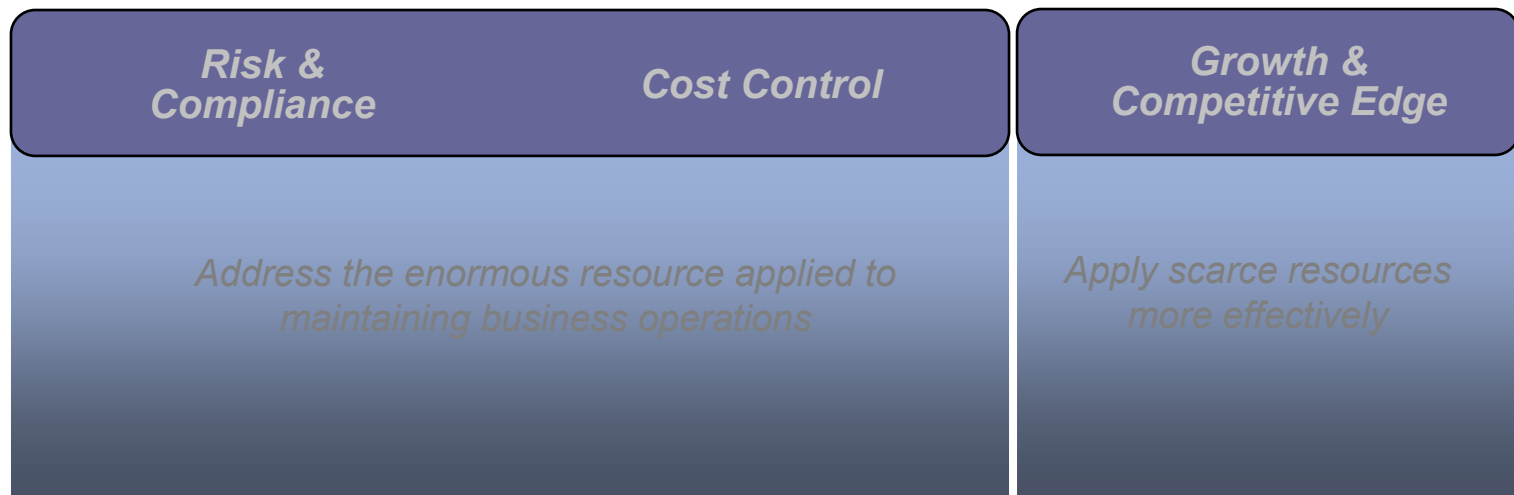 Risk &
Compliance
Cost Control
Growth &
Competitive Edge
Address the enormous resource applied to
maintaining business operations
Apply scarce resources
more effectively